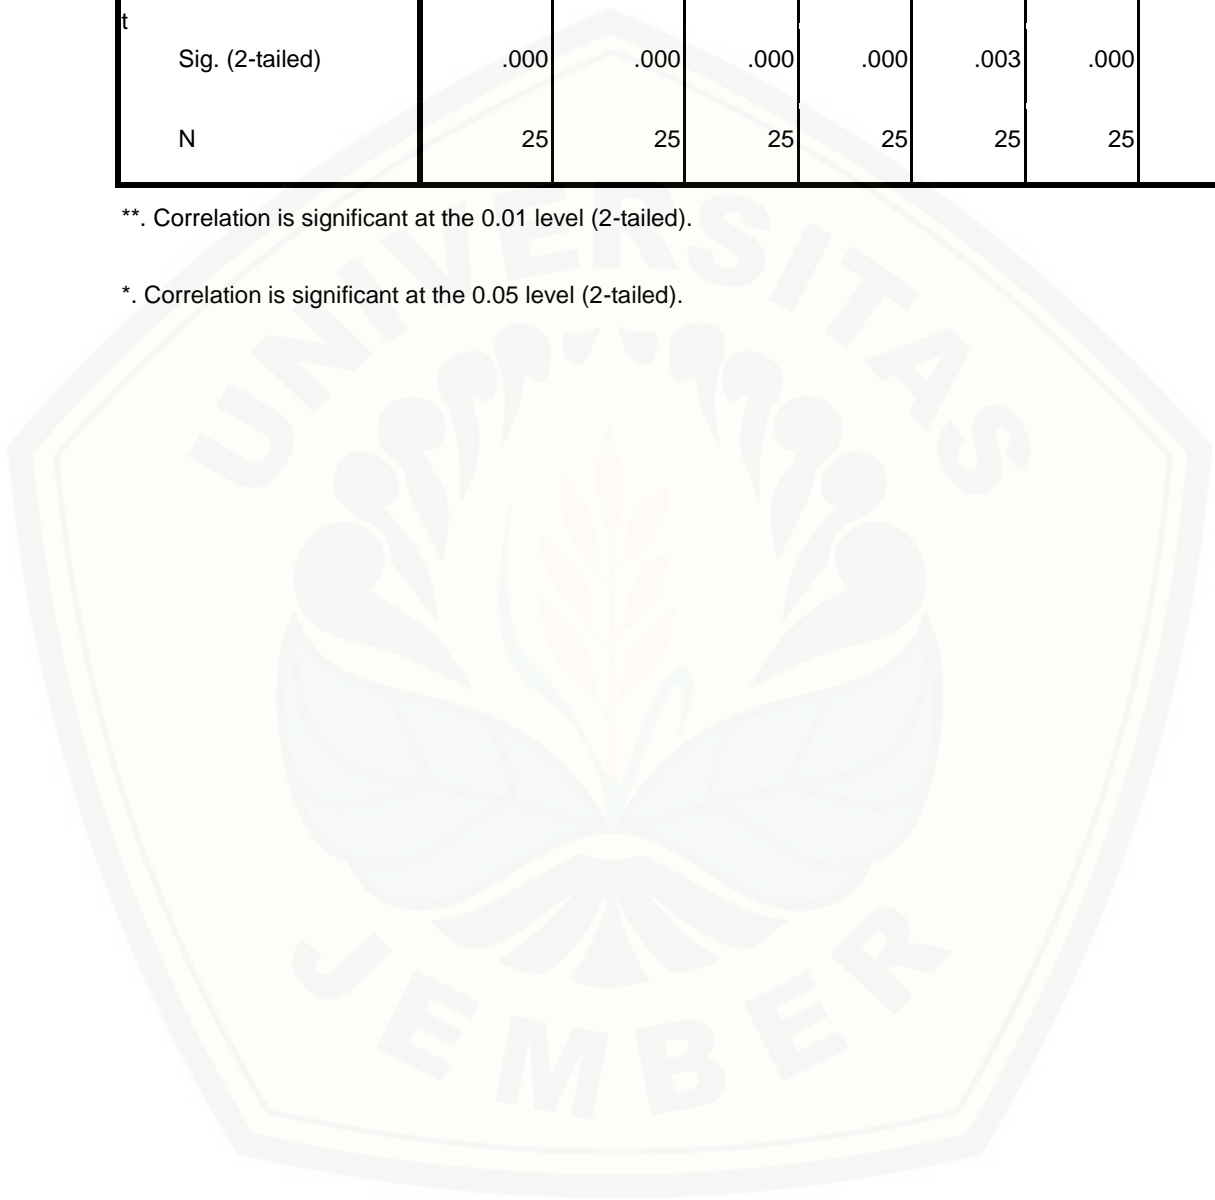 t
Sig. (2-tailed) .000 .000 .000 .000 .003 .000
N 25 25 25 25 25 25
**. Correlation is significant at the 0.01 level (2-tailed).
*. Correlation is significant at the 0.05 level (2-tailed).
UNIVERSITAS
JEMBER